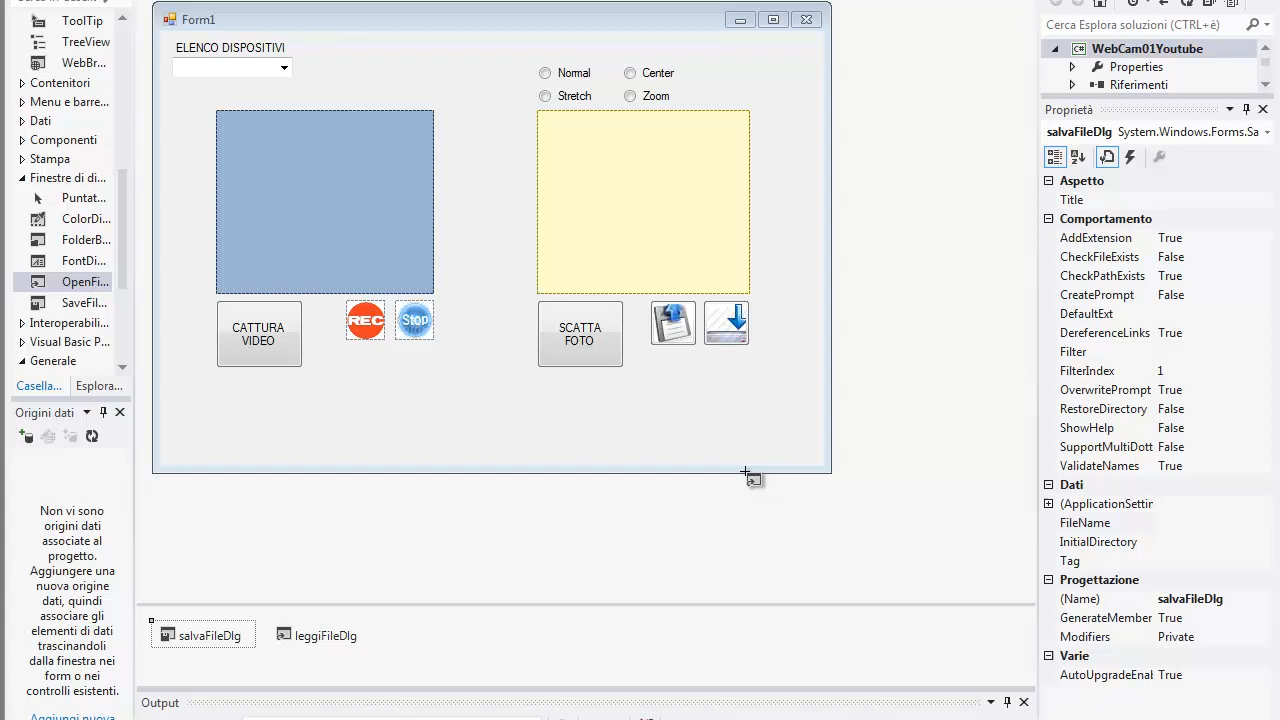 ToolTip
TreeView
WebBr...
Contenitori
Menu e barre...
Dati
Componenti
Stampa
Finestre di di...
Puntat...
ColorDi...
FolderB...
FontDi...
OpenFi...
SaveFil...
Interoperabili...
Visual Basic P...
Generale
Casella...
Esplora...
Origini dati
Non vi sono
origini dati
associate al
progetto.
Aggiungere una
nuova origine
dati, quindi
associare gli
elementi di dati
trascinandoli
dalla finestra nei
form o nei
controlli esistenti.
Aggiungi nuova
Form1
ELENCO DISPOSITIVI
Normal
Center
Stretch
Zoom
CATTURA
VIDEO
REC
Stop
SCATTA
FOTO
salvaFileDlg
leggiFileDlg
Output
Cerca Esplora soluzioni (CTRL+è)
WebCam01Youtube
Properties
Riferimenti
Proprietà
salvaFileDlg System.Windows.Forms.Sa
Aspetto
Title
Comportamento
AddExtension True
CheckFileExists False
CheckPathExists True
CreatePrompt False
DefaultExt
DereferenceLinks True
Filter
FilterIndex 1
OverwritePrompt True
RestoreDirectory False
ShowHelp False
SupportMultiDott False
ValidateNames True
Dati
(ApplicationSettin
FileName
InitialDirectory
Tag
Progettazione
(Name) salvaFileDlg
GenerateMember True
Modifiers Private
Varie
AutoUpgradeEnal True